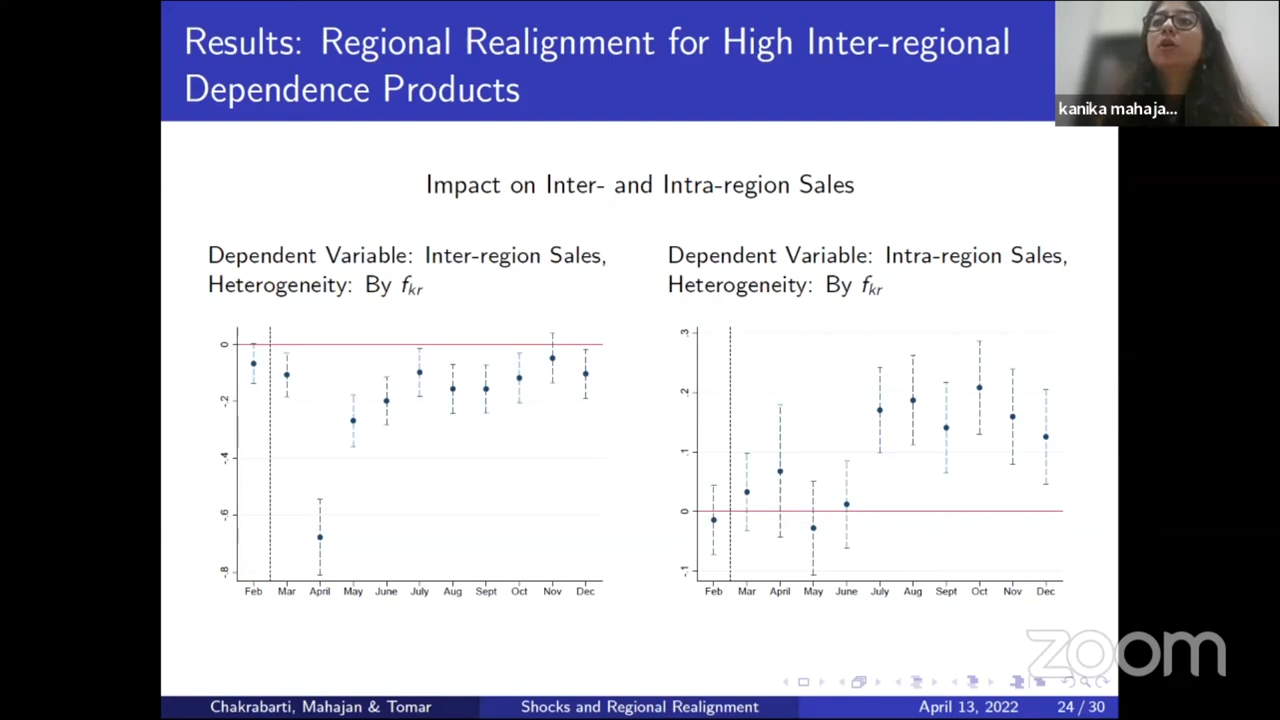 Results: Regional Realignment for High Inter-regional
Dependence Products
kanika mahaja...
Impact on Inter- and Intra-region Sales
Dependent Variable: Inter-region Sales,
Heterogeneity: By fkr
Dependent Variable: Intra-region Sales,
Heterogeneity: By fkr
0
-.2
-.4
-.6
-.8
Feb Mar April May June July Aug Sept Oct Nov Dec
.3
.2
.1
0
-.1
Feb Mar April May June July Aug Sept Oct Nov Dec
zoom
Chakrabarti, Mahajan & Tomar
Shocks and Regional Realignment
April 13, 2022
24 / 30